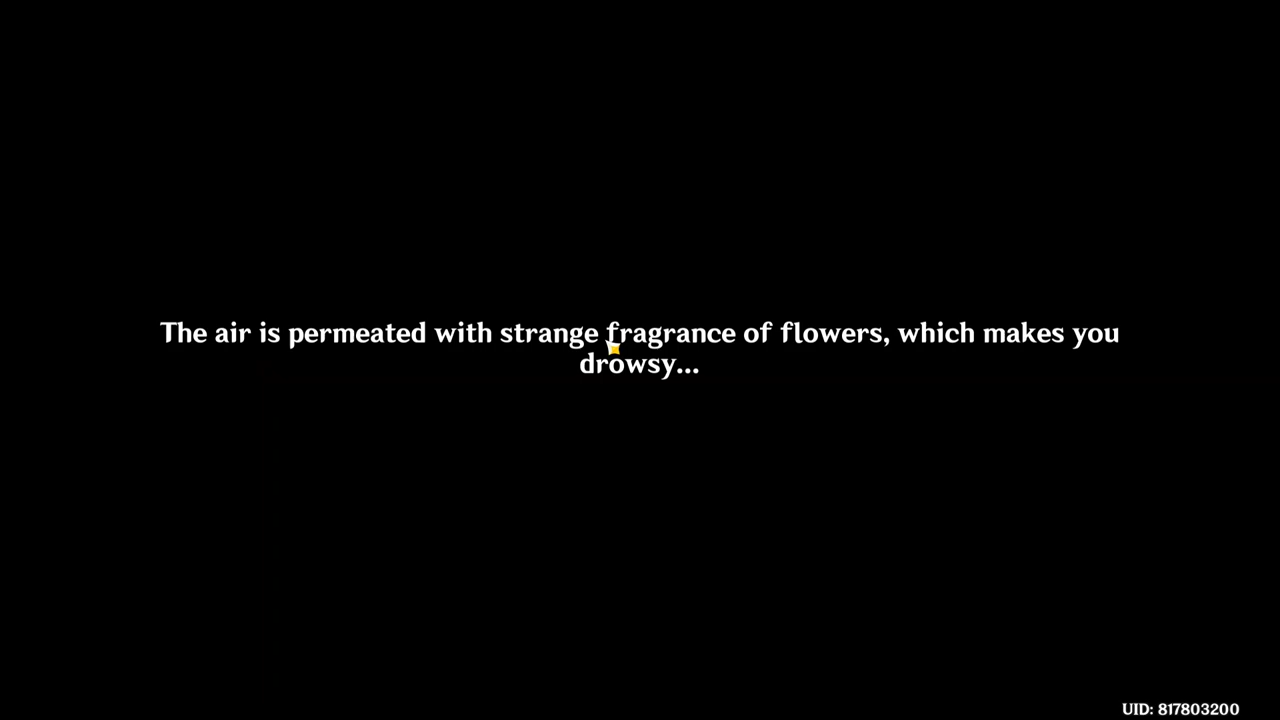 The air is permeated with strange fragrance of flowers, which makes you
drowsy...
UID: 817803200